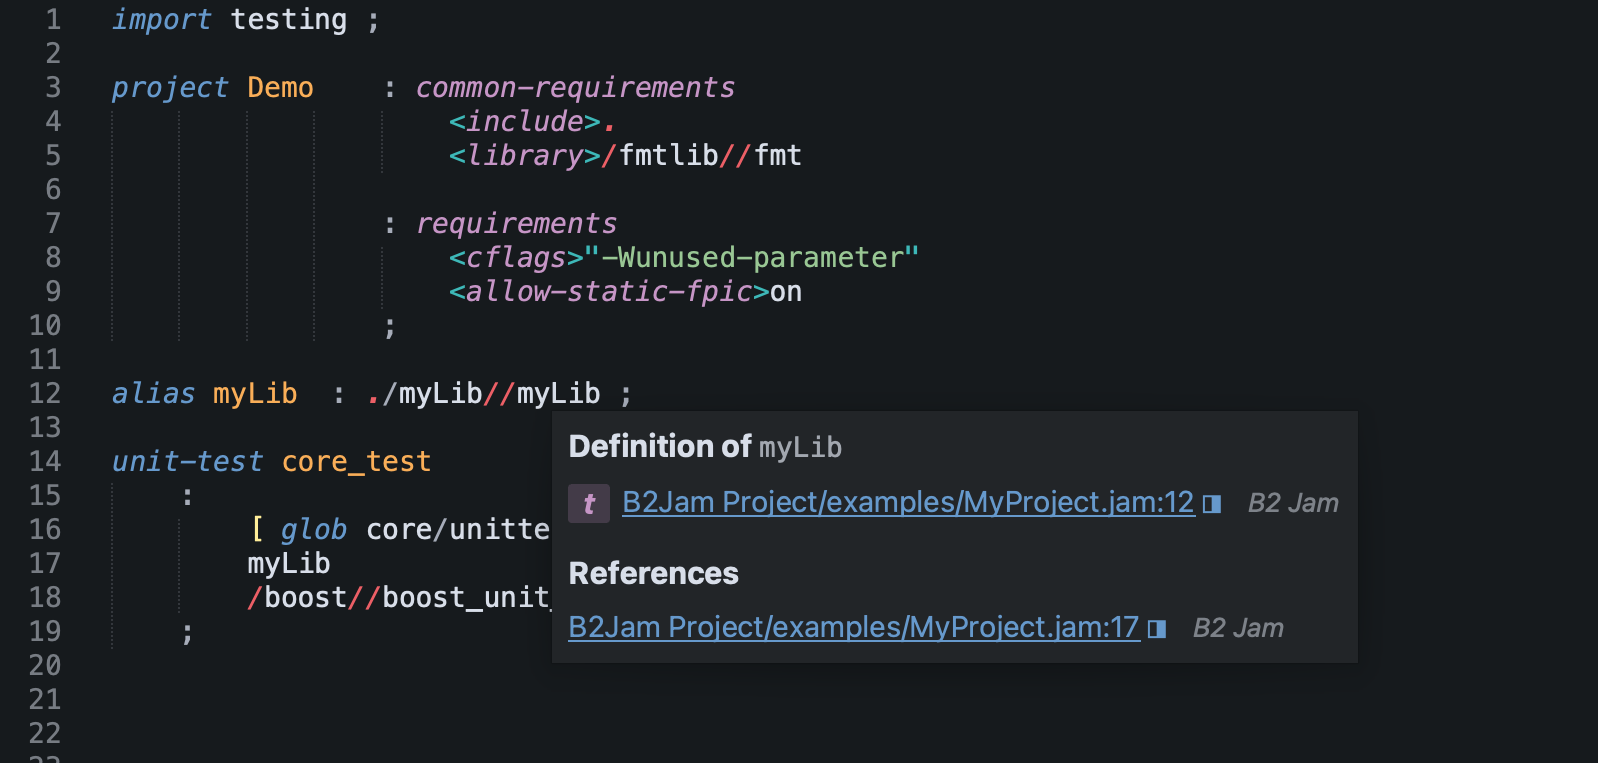 1 import testing ;
2
3 project Demo : common-requirements
4 <include>.
5 <library>/fmtlib//fmt
6
7 : requirements
8 <cflags>"-Wunused-parameter"
9 <allow-static-fpic>on
10 ;
11
12 alias myLib : ./myLib//myLib ;
13
14 unit-test core_test
15 :
16 [ glob core/unitte
17 myLib
18 /boost//boost_unit_
19 ;
20
21
22
Definition of myLib
t B2Jam Project/examples/MyProject.jam:12 B2 Jam
References
B2Jam Project/examples/MyProject.jam:17 B2 Jam